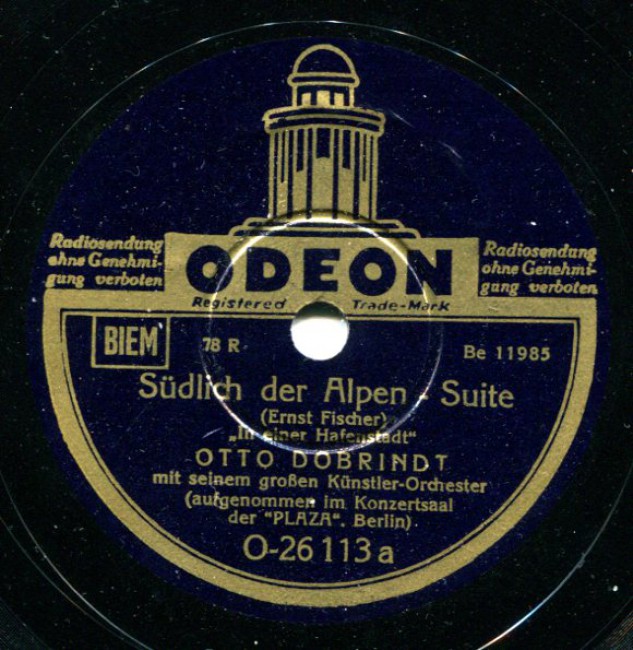 Radiosendung
ohne Genehmi-
gung verboten
ODEON
Registered Trade-Mark
Radiosendung
ohne Genehmi-
gung verboten
BIEM
78 R
Be 11985
Südlich der Alpen - Suite
(Ernst Fischer)
„In einer Hafenstadt"
OTTO DOBRINDT
mit seinem großen Künstler-Orchester
(aufgenommen im Konzertsaal
der "PLAZA". Berlin)
O-26113a